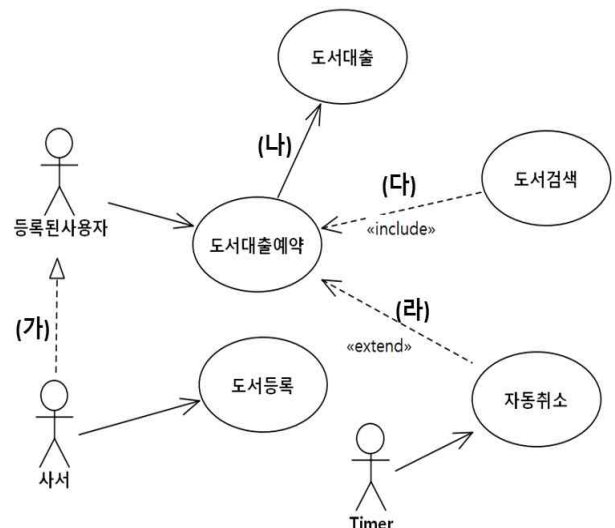 도서대출
(나)
(다)
도서검색
등록된사용자
«include»
도서대출예약
(라)
(가)
«extend»
도서등록
자동취소
사서
Timer